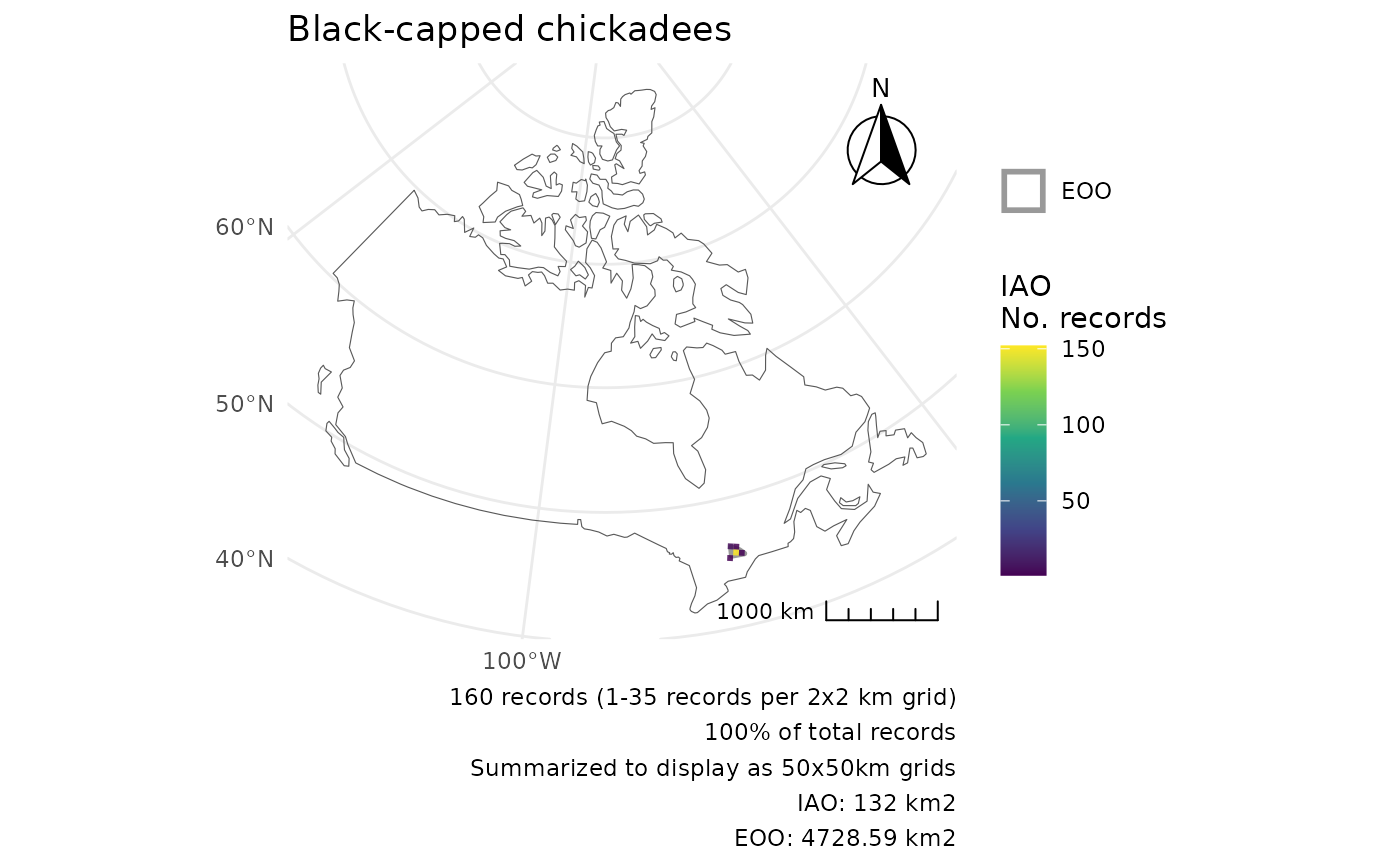 Black-capped chickadees
N
60°N
50°N
40°N
100°W
1000 km
EOO
IAO
No. records
150
100
50
160 records (1-35 records per 2x2 km grid)
100% of total records
Summarized to display as 50x50km grids
IAO: 132 km2
EOO: 4728.59 km2